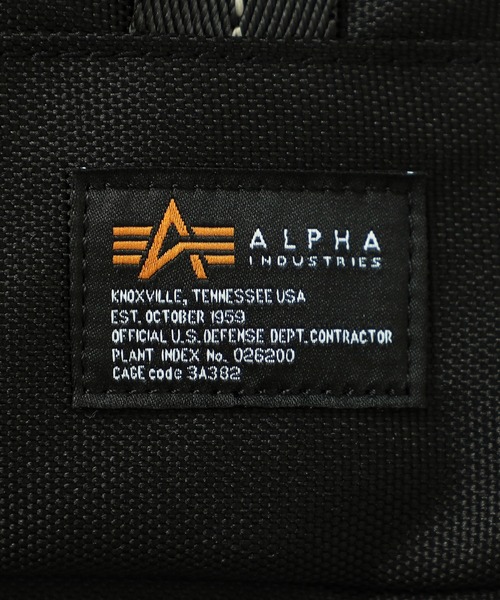 ALPHA
INDUSTRIES
KNOXVILLE, TENNESSEE USA
EST. OCTOBER 1959
OFFICIAL U.S. DEFENSE DEPT. CONTRACTOR
PLANT INDEX No. 026200
CAGE code 3A382